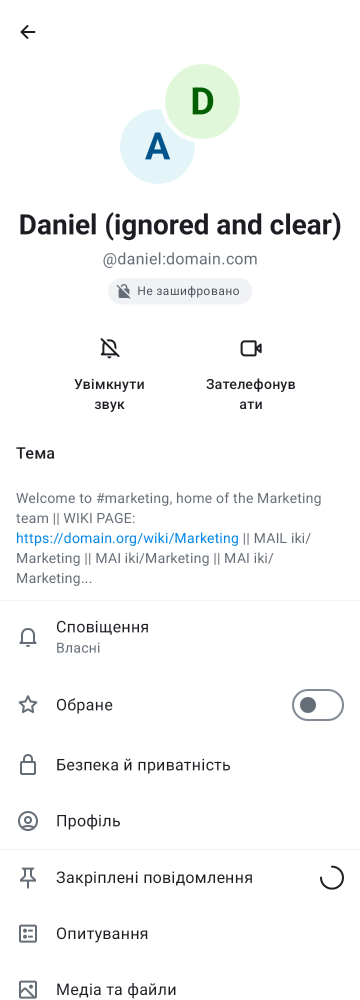 D
A
Daniel (ignored and clear)
@daniel:domain.com
Не зашифровано
Увімкнути
звук
Зателефонув
ати
Тема
Welcome to #marketing, home of the Marketing
team || WIKI PAGE:
https://domain.org/wiki/Marketing || MAIL iki/
Marketing || MAI iki/Marketing || MAI iki/
Marketing...
Сповіщення
Власні
Обране
Безпека й приватність
Профіль
Закріплені повідомлення
Опитування
Медіа та файли